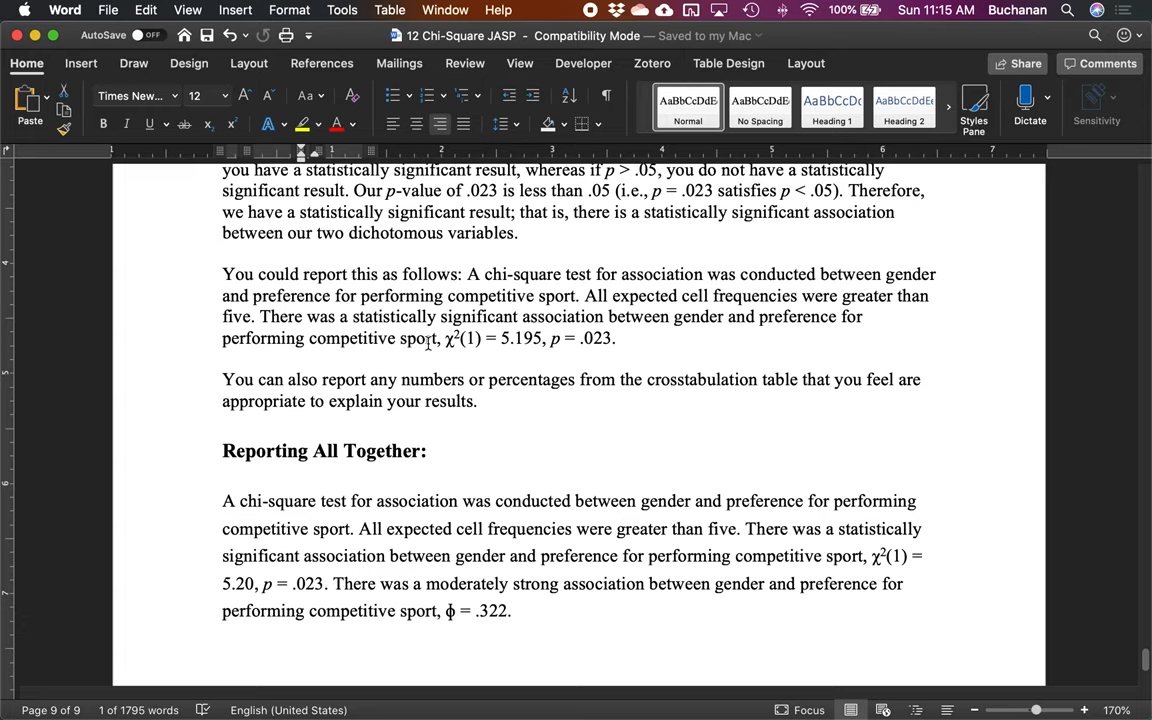 Word File Edit View Insert Format Tools Table Window Help 100% Sun 11:15 AM Buchanan
AutoSave OFF 12 Chi-Square JASP - Compatibility Mode — Saved to my Mac
Home Insert Draw Design Layout References Mailings Review View Developer Zotero Table Design Layout Share Comments
Paste Times New... 12 AaBbCcDdE Normal AaBbCcDdE No Spacing AaBbCcDc Heading 1 AaBbCcDdEe Heading 2 Styles Pane Dictate Sensitivity
1 1 2 3 4 5 6 7
you have a statistically significant result, whereas if p > .05, you do not have a statistically
significant result. Our p-value of .023 is less than .05 (i.e., p = .023 satisfies p < .05). Therefore,
we have a statistically significant result; that is, there is a statistically significant association
between our two dichotomous variables.
You could report this as follows: A chi-square test for association was conducted between gender
and preference for performing competitive sport. All expected cell frequencies were greater than
five. There was a statistically significant association between gender and preference for
performing competitive sport, χ²(1) = 5.195, p = .023.
You can also report any numbers or percentages from the crosstabulation table that you feel are
appropriate to explain your results.
Reporting All Together:
A chi-square test for association was conducted between gender and preference for performing
competitive sport. All expected cell frequencies were greater than five. There was a statistically
significant association between gender and preference for performing competitive sport, χ²(1) =
5.20, p = .023. There was a moderately strong association between gender and preference for
performing competitive sport, ϕ = .322.
Page 9 of 9 1 of 1795 words English (United States) Focus 170%